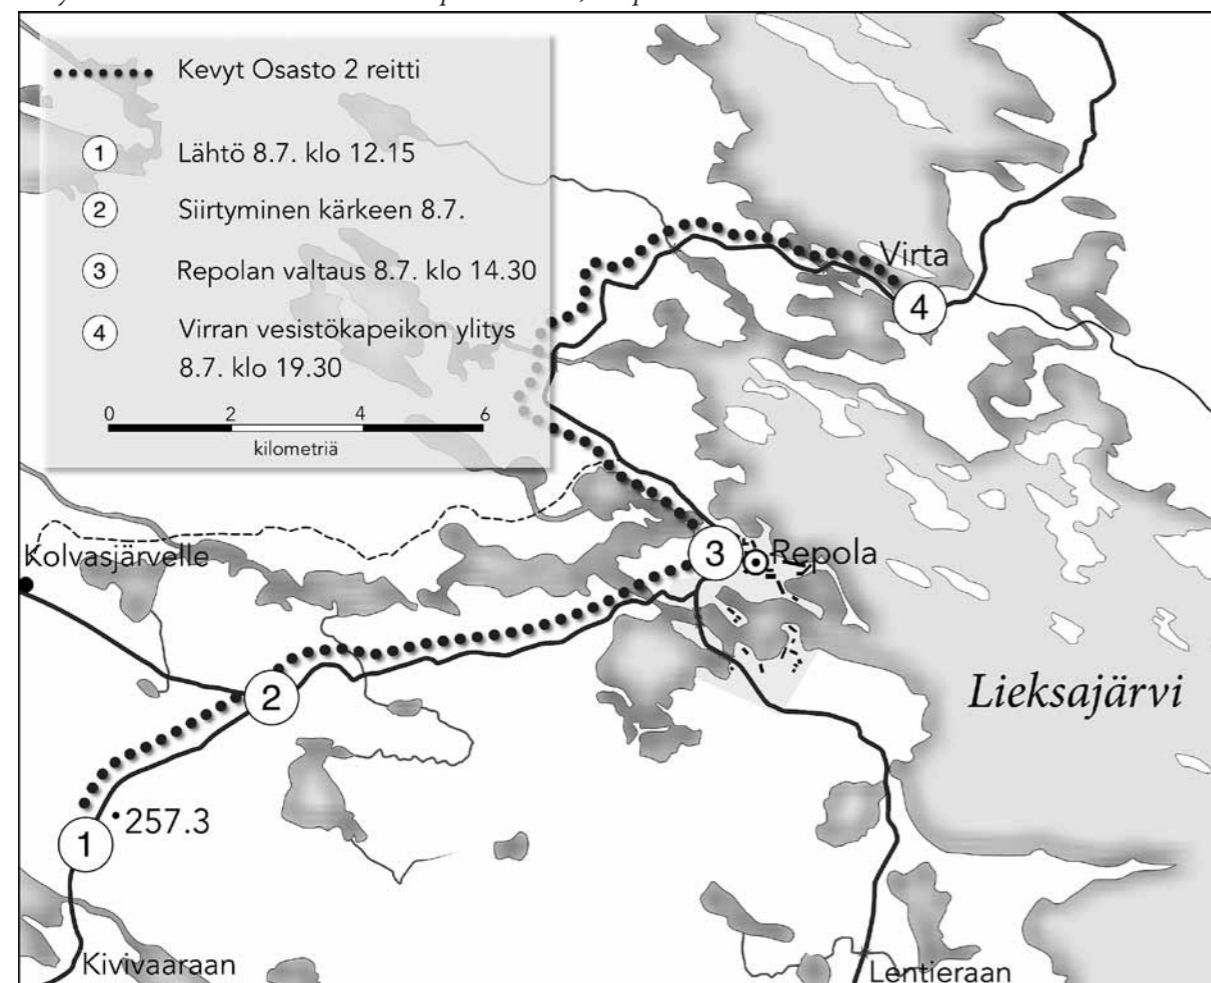 Kevyt Osasto 2 reitti
1 Lähtö 8.7. klo 12.15
2 Siirtyminen kärkeen 8.7.
3 Repolan valtaus 8.7. klo 14.30
4 Virran vesistökapeikon ylitys
8.7. klo 19.30
0 2 4 6
kilometriä
Virta
4
Kolvasjärvelle
3
Repola
2
Lieksajärvi
257.3
1
Kivivaaraan
Lentieraan